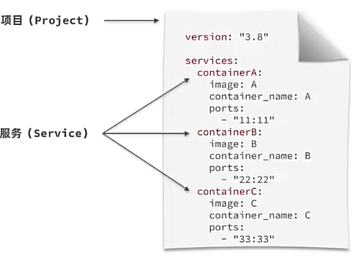 项目 (Project)
version: "3.8"
services:
containerA:
image: A
container_name: A
ports:
- "11:11"
服务 (Service)
containerB:
image: B
container_name: B
ports:
- "22:22"
containerC:
image: C
container_name: C
ports:
- "33:33"